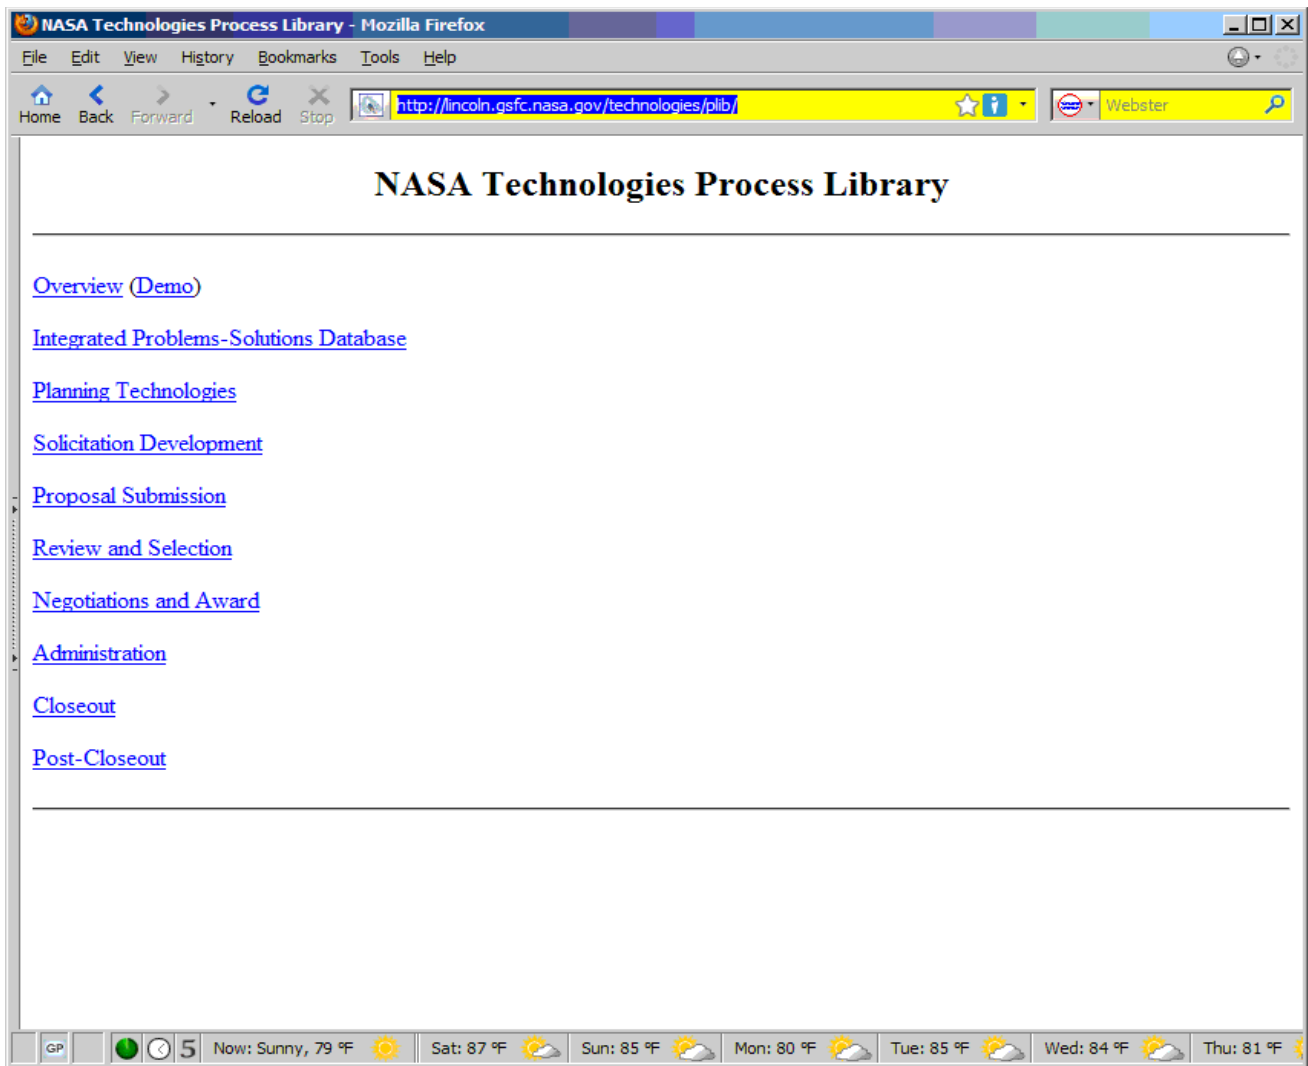 NASA Technologies Process Library - Mozilla Firefox
File Edit View History Bookmarks Tools Help
Home Back Forward Reload Stop http://lincoln.gsfc.nasa.gov/technologies/plib/ Webster
NASA Technologies Process Library
Overview (Demo)
Integrated Problems-Solutions Database
Planning Technologies
Solicitation Development
Proposal Submission
Review and Selection
Negotiations and Award
Administration
Closeout
Post-Closeout
GP 5 Now: Sunny, 79 °F Sat: 87 °F Sun: 85 °F Mon: 80 °F Tue: 85 °F Wed: 84 °F Thu: 81 °F